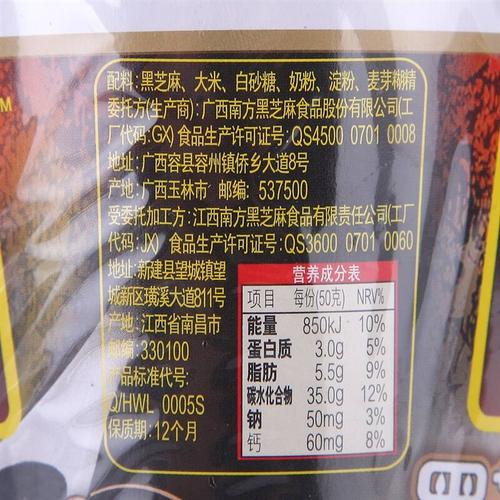 TM
配料:黑芝麻、大米、白砂糖、奶粉、淀粉、麦芽糊精
委托方(生产商):广西南方黑芝麻食品股份有限公司(工
厂代码:GX) 食品生产许可证号:QS4500 0701 0008
地址:广西容县容州镇侨乡大道8号
产地:广西玉林市 邮编: 537500
受委托加工方:江西南方黑芝麻食品有限责任公司(工厂
代码:JX) 食品生产许可证号:QS3600 0701 0060
地址:新建县望城镇望
城新区璜溪大道811号
产地:江西省南昌市
邮编:330100
产品标准代号:
Q/HWL 0005S
保质期:12个月
营养成分表
项目 每份(50克) NRV%
能量 850kJ 10%
蛋白质 3.0g 5%
脂肪 5.5g 9%
碳水化合物 35.0g 12%
钠 50mg 3%
钙 60mg 8%